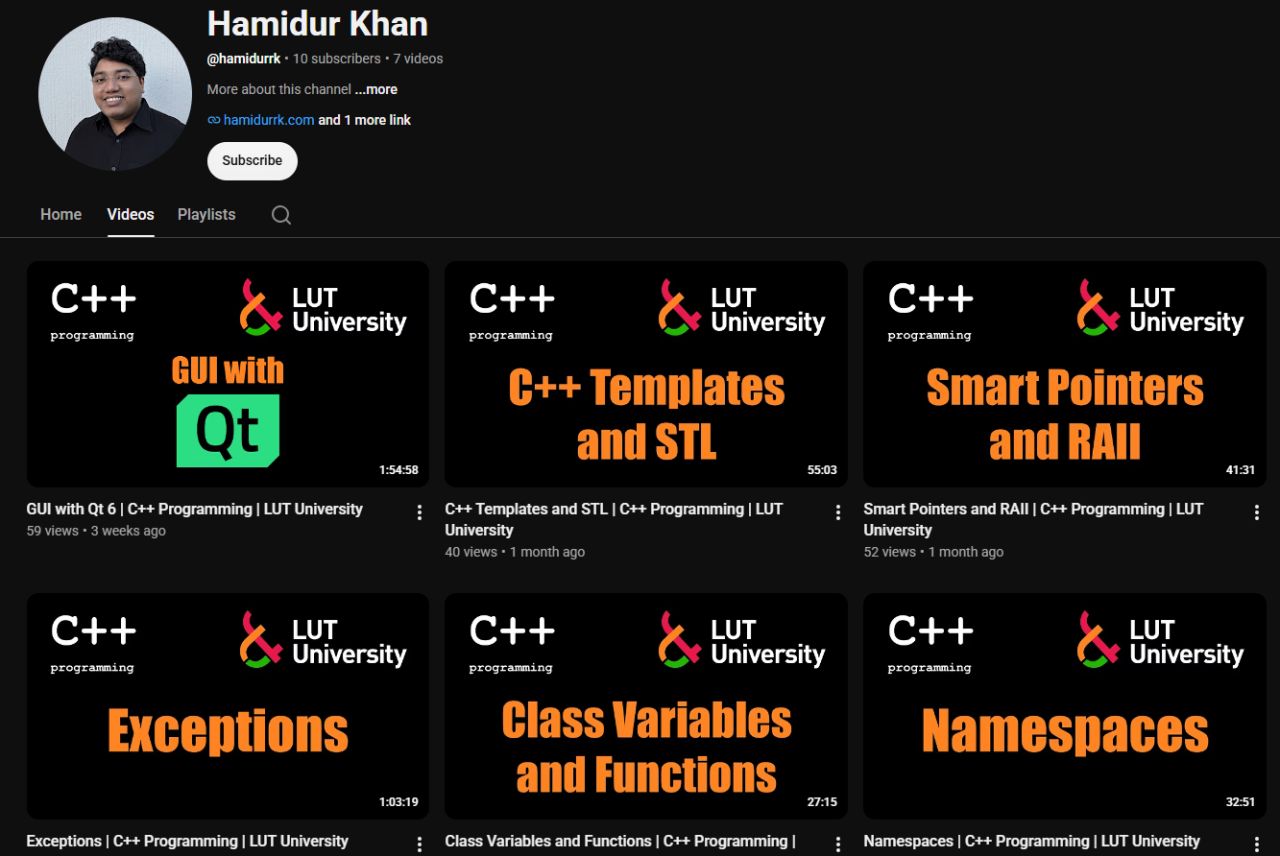 Hamidur Khan
@hamidurrk • 10 subscribers • 7 videos
More about this channel ...more
hamidurrk.com and 1 more link
Subscribe
Home Videos Playlists
C++
programming
LUT
University
GUI with
Qt
1:54:58
GUI with Qt 6 | C++ Programming | LUT University
59 views • 3 weeks ago
C++
programming
LUT
University
C++ Templates
and STL
55:03
C++ Templates and STL | C++ Programming | LUT
University
40 views • 1 month ago
C++
programming
LUT
University
Smart Pointers
and RAII
41:31
Smart Pointers and RAII | C++ Programming | LUT
University
52 views • 1 month ago
C++
programming
LUT
University
Exceptions
1:03:19
Exceptions | C++ Programming | LUT University
C++
programming
LUT
University
Class Variables
and Functions
27:15
Class Variables and Functions | C++ Programming |
C++
programming
LUT
University
Namespaces
32:51
Namespaces | C++ Programming | LUT University